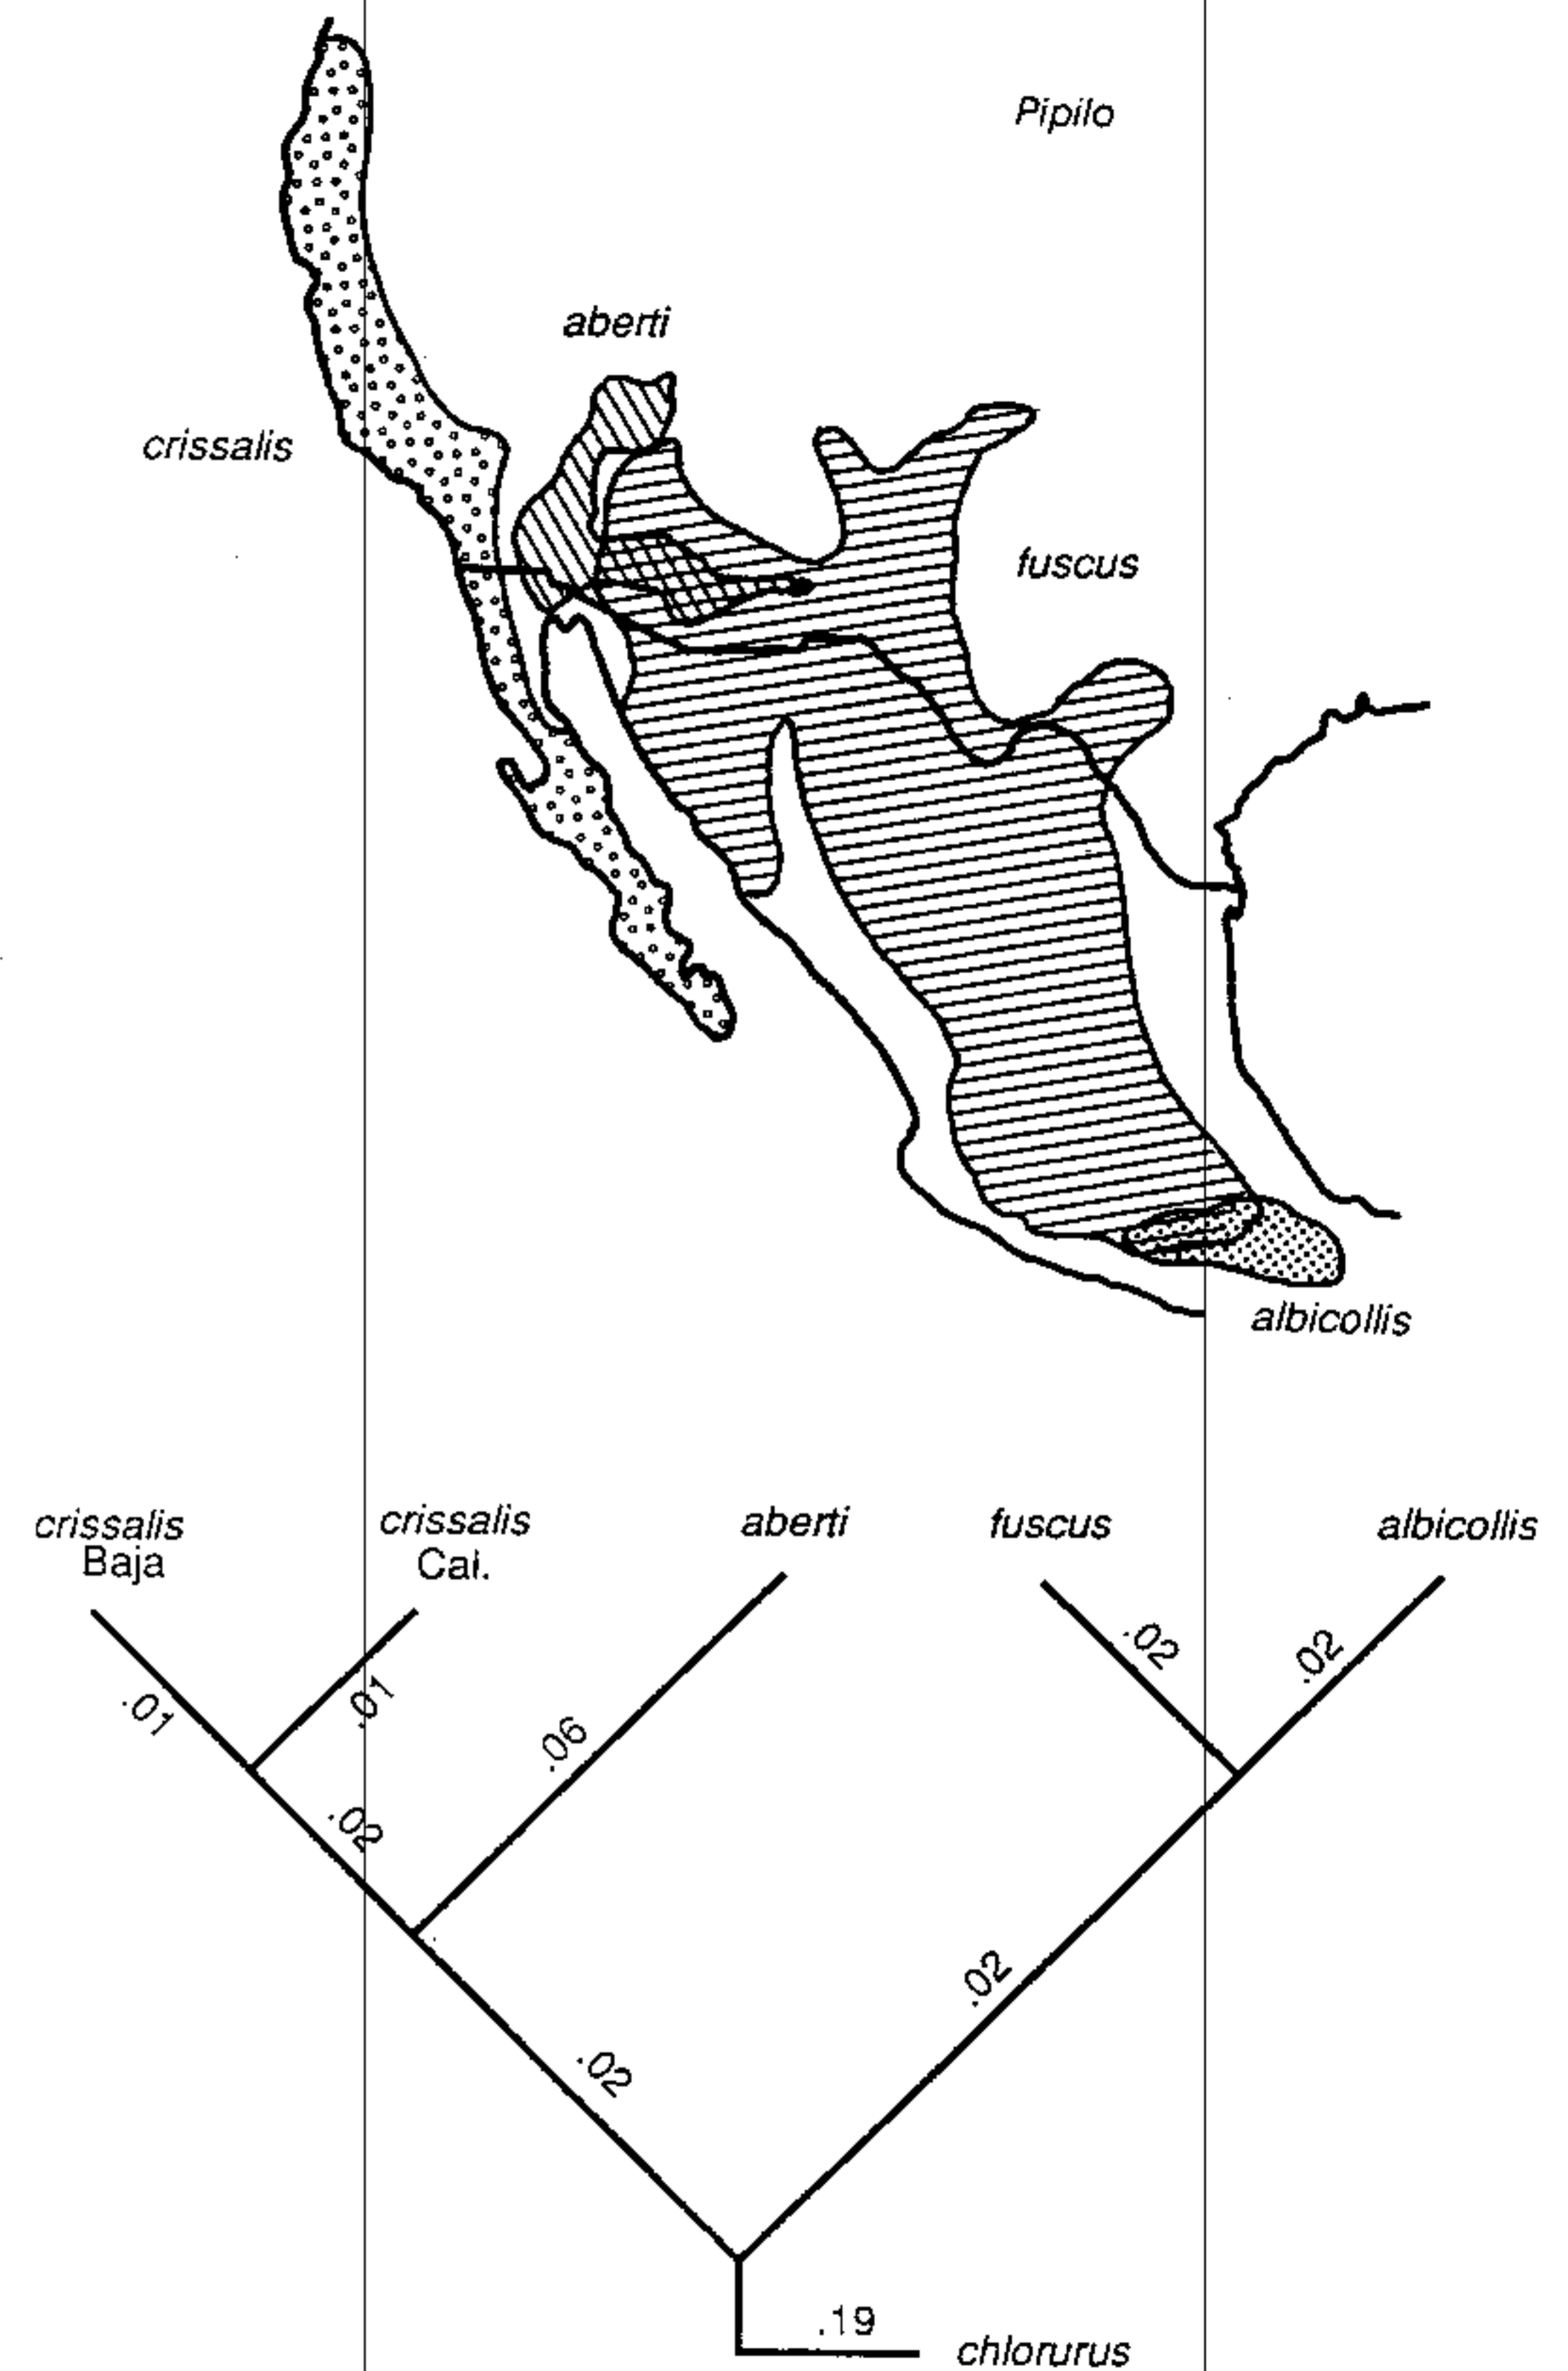 Pipilo
aberti
crissalis
fuscus
albicollis
crissalis
Baja
crissalis
Cal.
aberti
fuscus
albicollis
.01
.01
.06
.02
.02
.02
.02
.02
.19
chlorurus